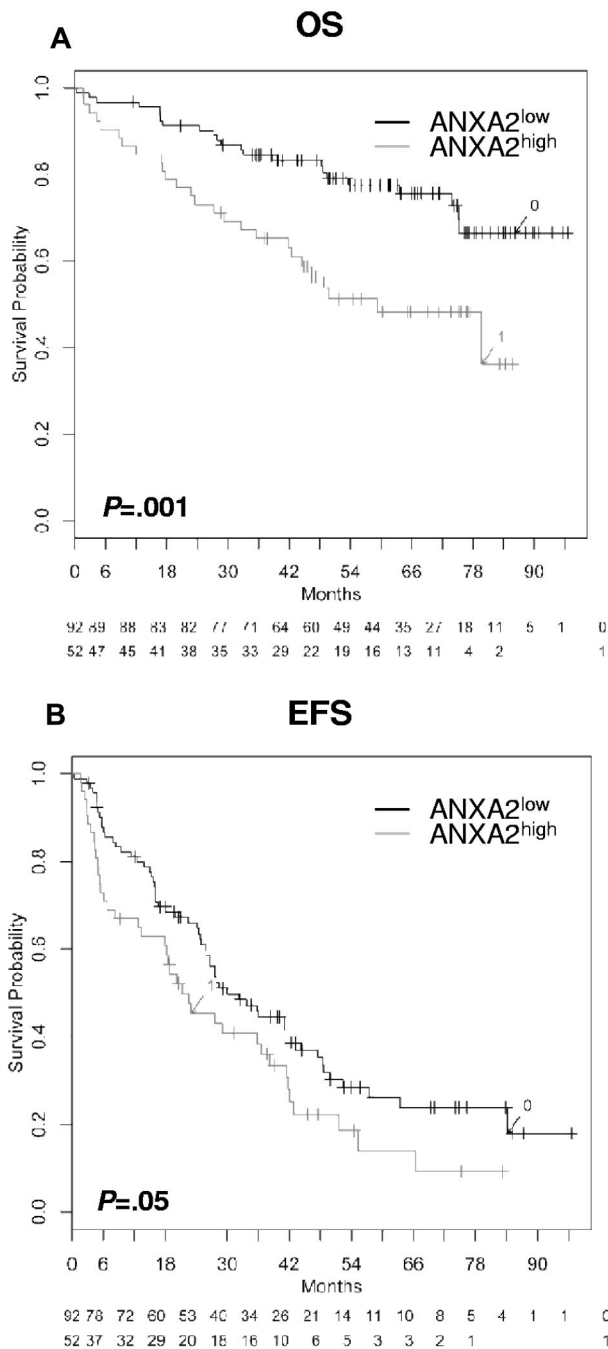 A
OS
ANXA2low
ANXA2high
0
1
Survival Probability
1.0
0.8
0.6
0.4
0.2
0.0
P=.001
0 6 18 30 42 54 66 78 90
Months
92 89 88 83 82 77 71 64 60 49 44 35 27 18 11 5 1 0
52 47 45 41 38 35 33 29 22 19 16 13 11 4 2 1
B
EFS
ANXA2low
ANXA2high
1
0
Survival Probability
1.0
0.8
0.6
0.4
0.2
0.0
P=.05
0 6 18 30 42 54 66 78 90
Months
92 78 72 60 53 40 34 26 21 14 11 10 8 5 4 1 1 0
52 37 32 29 20 18 16 10 6 5 3 3 2 1 1